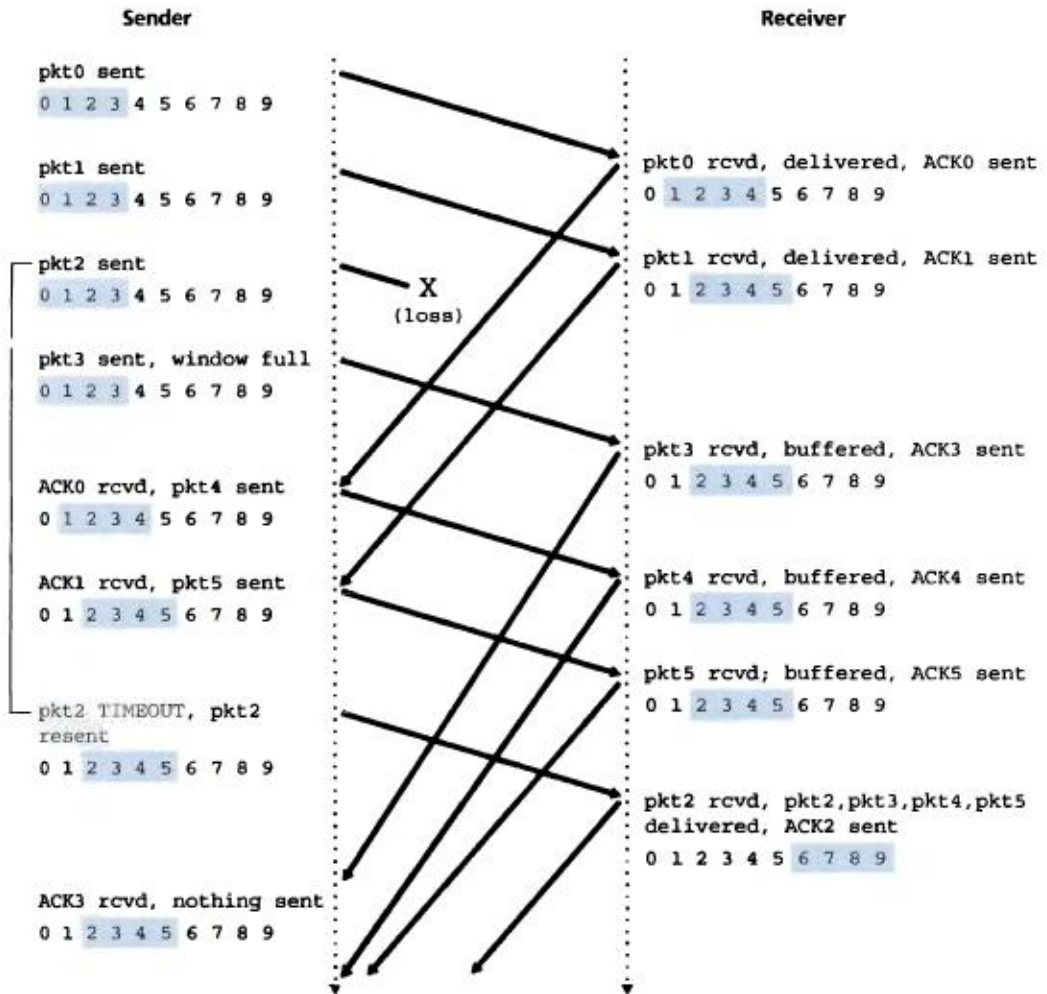 Sender
Receiver
pkt0 sent
0 1 2 3 4 5 6 7 8 9
pkt0 rcvd, delivered, ACK0 sent
0 1 2 3 4 5 6 7 8 9
pkt1 sent
0 1 2 3 4 5 6 7 8 9
pkt1 rcvd, delivered, ACK1 sent
0 1 2 3 4 5 6 7 8 9
pkt2 sent
0 1 2 3 4 5 6 7 8 9
X
(loss)
pkt3 sent, window full
0 1 2 3 4 5 6 7 8 9
pkt3 rcvd, buffered, ACK3 sent
0 1 2 3 4 5 6 7 8 9
ACK0 rcvd, pkt4 sent
0 1 2 3 4 5 6 7 8 9
pkt4 rcvd, buffered, ACK4 sent
0 1 2 3 4 5 6 7 8 9
ACK1 rcvd, pkt5 sent
0 1 2 3 4 5 6 7 8 9
pkt5 rcvd; buffered, ACK5 sent
0 1 2 3 4 5 6 7 8 9
pkt2 TIMEOUT, pkt2
resent
0 1 2 3 4 5 6 7 8 9
pkt2 rcvd, pkt2,pkt3,pkt4,pkt5
delivered, ACK2 sent
0 1 2 3 4 5 6 7 8 9
ACK3 rcvd, nothing sent
0 1 2 3 4 5 6 7 8 9